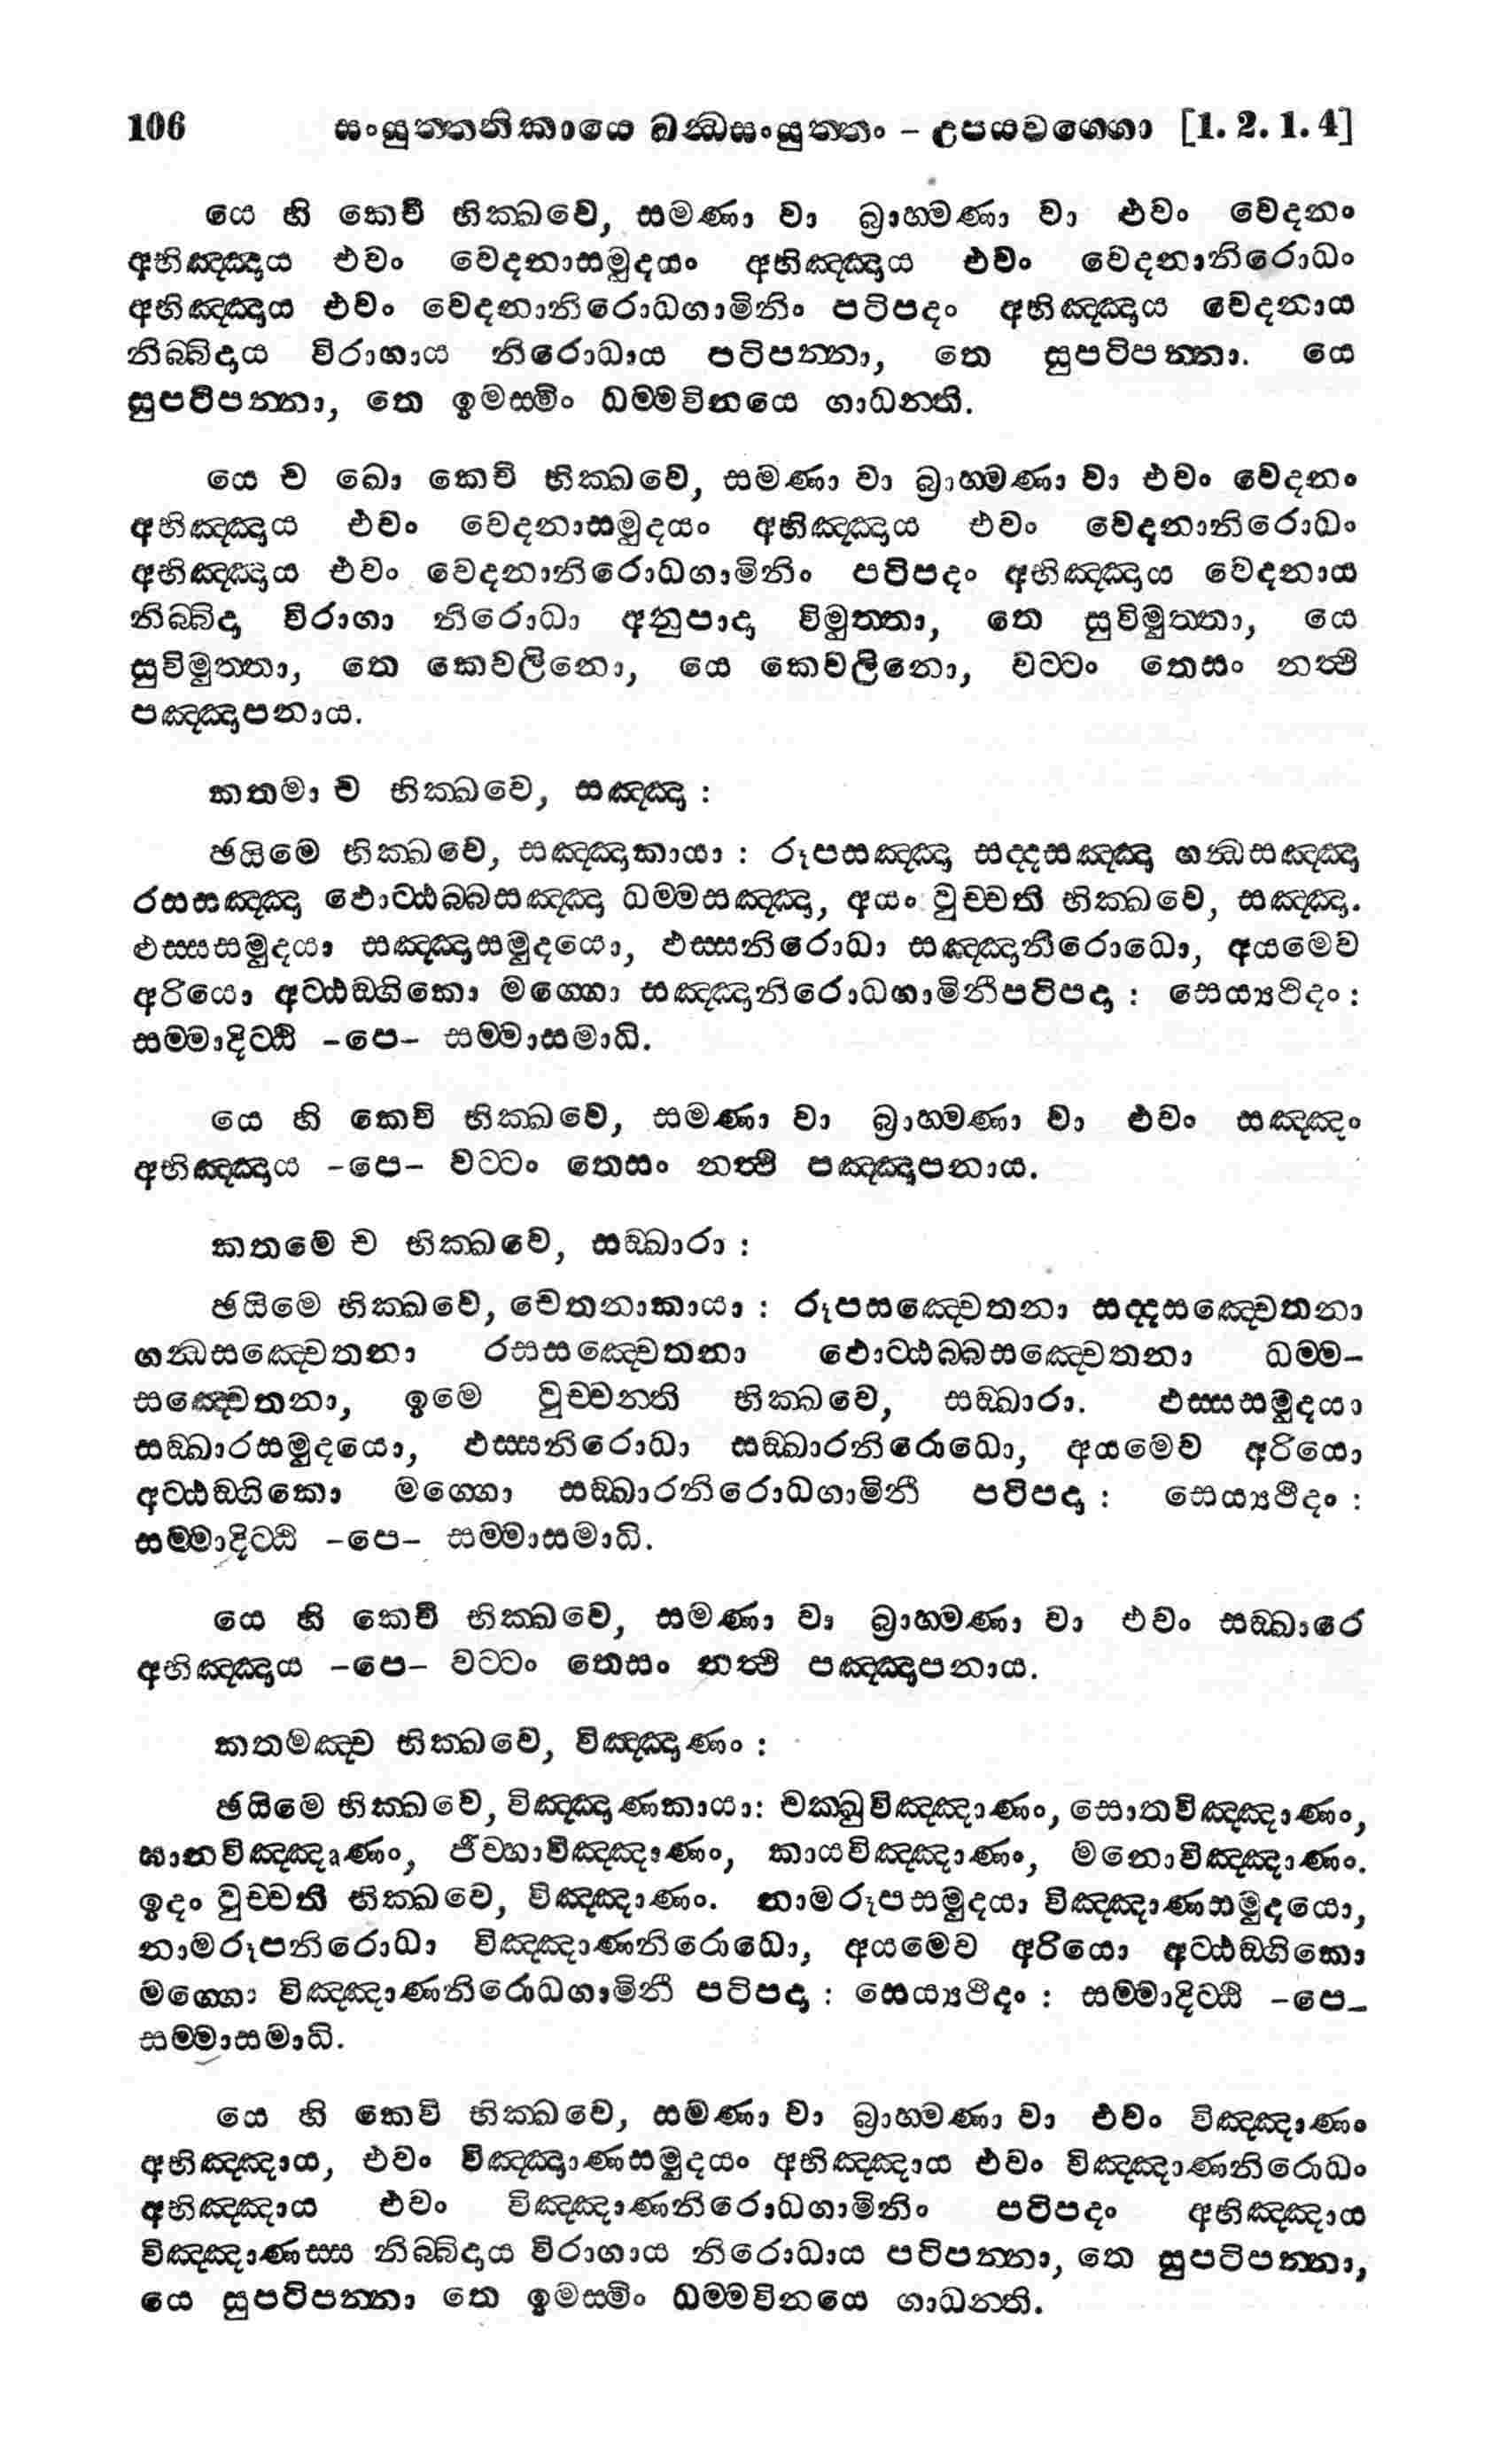 106 සංයුත්තනිකායෙ ඛන්ධසංයුත්තං - උපයවග්ගො [1. 2. 1. 4]
යෙ හි කෙචි භික්ඛවෙ, සමණා වා බ්‍රාහ්මණා වා එවං වෙදනං
අභිඤ්ඤාය එවං වෙදනාසමුදයං අභිඤ්ඤාය එවං වෙදනානිරොධං
අභිඤ්ඤාය එවං වෙදනානිරොධගාමිනිං පටිපදං අභිඤ්ඤාය වෙදනාය
නිබ්බිදාය විරාගාය නිරොධාය පටිපන්නා, තෙ සුපටිපන්නා. යෙ
සුපටිපන්නා, තෙ ඉමස්මිං ධම්මවිනයෙ ගාධන්ති.
යෙ ච ඛො කෙචි භික්ඛවෙ, සමණා වා බ්‍රාහ්මණා වා එවං වෙදනං
අභිඤ්ඤාය එවං වෙදනාසමුදයං අභිඤ්ඤාය එවං වෙදනානිරොධං
අභිඤ්ඤාය එවං වෙදනානිරොධගාමිනිං පටිපදං අභිඤ්ඤාය වෙදනාය
නිබ්බිදා විරාගා නිරොධා අනුපාදා විමුත්තා, තෙ සුවිමුත්තා, යෙ
සුවිමුත්තා, තෙ කෙවලිනො, යෙ කෙවලිනො, වට්ටං තෙසං නත්ථි
පඤ්ඤාපනාය.
කතමා ච භික්ඛවෙ, සඤ්ඤා :
ඡයිමෙ භික්ඛවෙ, සඤ්ඤාකායා : රූපසඤ්ඤා සද්දසඤ්ඤා ගන්ධසඤ්ඤා
රසසඤ්ඤා ඵොට්ඨබ්බසඤ්ඤා ධම්මසඤ්ඤා, අයං වුච්චති භික්ඛවෙ, සඤ්ඤා.
ඵස්සසමුදයා සඤ්ඤාසමුදයො, ඵස්සනිරොධා සඤ්ඤානිරොධො, අයමෙව
අරියො අට්ඨඞ්ගිකො මග්ගො සඤ්ඤානිරොධගාමිනීපටිපදා : සෙය්‍යථිදං :
සම්මාදිට්ඨි -පෙ- සම්මාසමාධි.
යෙ හි කෙචි භික්ඛවෙ, සමණා වා බ්‍රාහ්මණා වා එවං සඤ්ඤං
අභිඤ්ඤාය -පෙ- වට්ටං තෙසං නත්ථි පඤ්ඤාපනාය.
කතමෙ ච භික්ඛවෙ, සඞ්ඛාරා :
ඡයිමෙ භික්ඛවෙ, චෙතනාකායා : රූපසඤ්චෙතනා සද්දසඤ්චෙතනා
ගන්ධසඤ්චෙතනා රසසඤ්චෙතනා ඵොට්ඨබ්බසඤ්චෙතනා ධම්ම-
සඤ්චෙතනා, ඉමෙ වුච්චන්ති භික්ඛවෙ, සඞ්ඛාරා. ඵස්සසමුදයා
සඞ්ඛාරසමුදයො, ඵස්සනිරොධා සඞ්ඛාරනිරොධො, අයමෙව අරියො
අට්ඨඞ්ගිකො මග්ගො සඞ්ඛාරනිරොධගාමිනී පටිපදා : සෙය්‍යථිදං :
සම්මාදිට්ඨි -පෙ- සම්මාසමාධි.
යෙ හි කෙචි භික්ඛවෙ, සමණා වා බ්‍රාහ්මණා වා එවං සඞ්ඛාරෙ
අභිඤ්ඤාය -පෙ- වට්ටං තෙසං නත්ථි පඤ්ඤාපනාය.
කතමඤ්ච භික්ඛවෙ, විඤ්ඤාණං :
ඡයිමෙ භික්ඛවෙ, විඤ්ඤාණකායා: චක්ඛුවිඤ්ඤාණං, සොතවිඤ්ඤාණං,
ඝානවිඤ්ඤාණං, ජිව්හාවිඤ්ඤාණං, කායවිඤ්ඤාණං, මනොවිඤ්ඤාණං.
ඉදං වුච්චති භික්ඛවෙ, විඤ්ඤාණං. නාමරූපසමුදයා විඤ්ඤාණසමුදයො,
නාමරූපනිරොධා විඤ්ඤාණනිරොධො, අයමෙව අරියො අට්ඨඞ්ගිකො
මග්ගො විඤ්ඤාණනිරොධගාමිනී පටිපදා : සෙය්‍යථිදං : සම්මාදිට්ඨි -පෙ-
සම්මාසමාධි.
යෙ හි කෙචි භික්ඛවෙ, සමණා වා බ්‍රාහ්මණා වා එවං විඤ්ඤාණං
අභිඤ්ඤාය, එවං විඤ්ඤාණසමුදයං අභිඤ්ඤාය එවං විඤ්ඤාණනිරොධං
අභිඤ්ඤාය එවං විඤ්ඤාණනිරොධගාමිනිං පටිපදං අභිඤ්ඤාය
විඤ්ඤාණස්ස නිබ්බිදාය විරාගාය නිරොධාය පටිපන්නා, තෙ සුපටිපන්නා,
යෙ සුපටිපන්නා තෙ ඉමස්මිං ධම්මවිනයෙ ගාධන්ති.